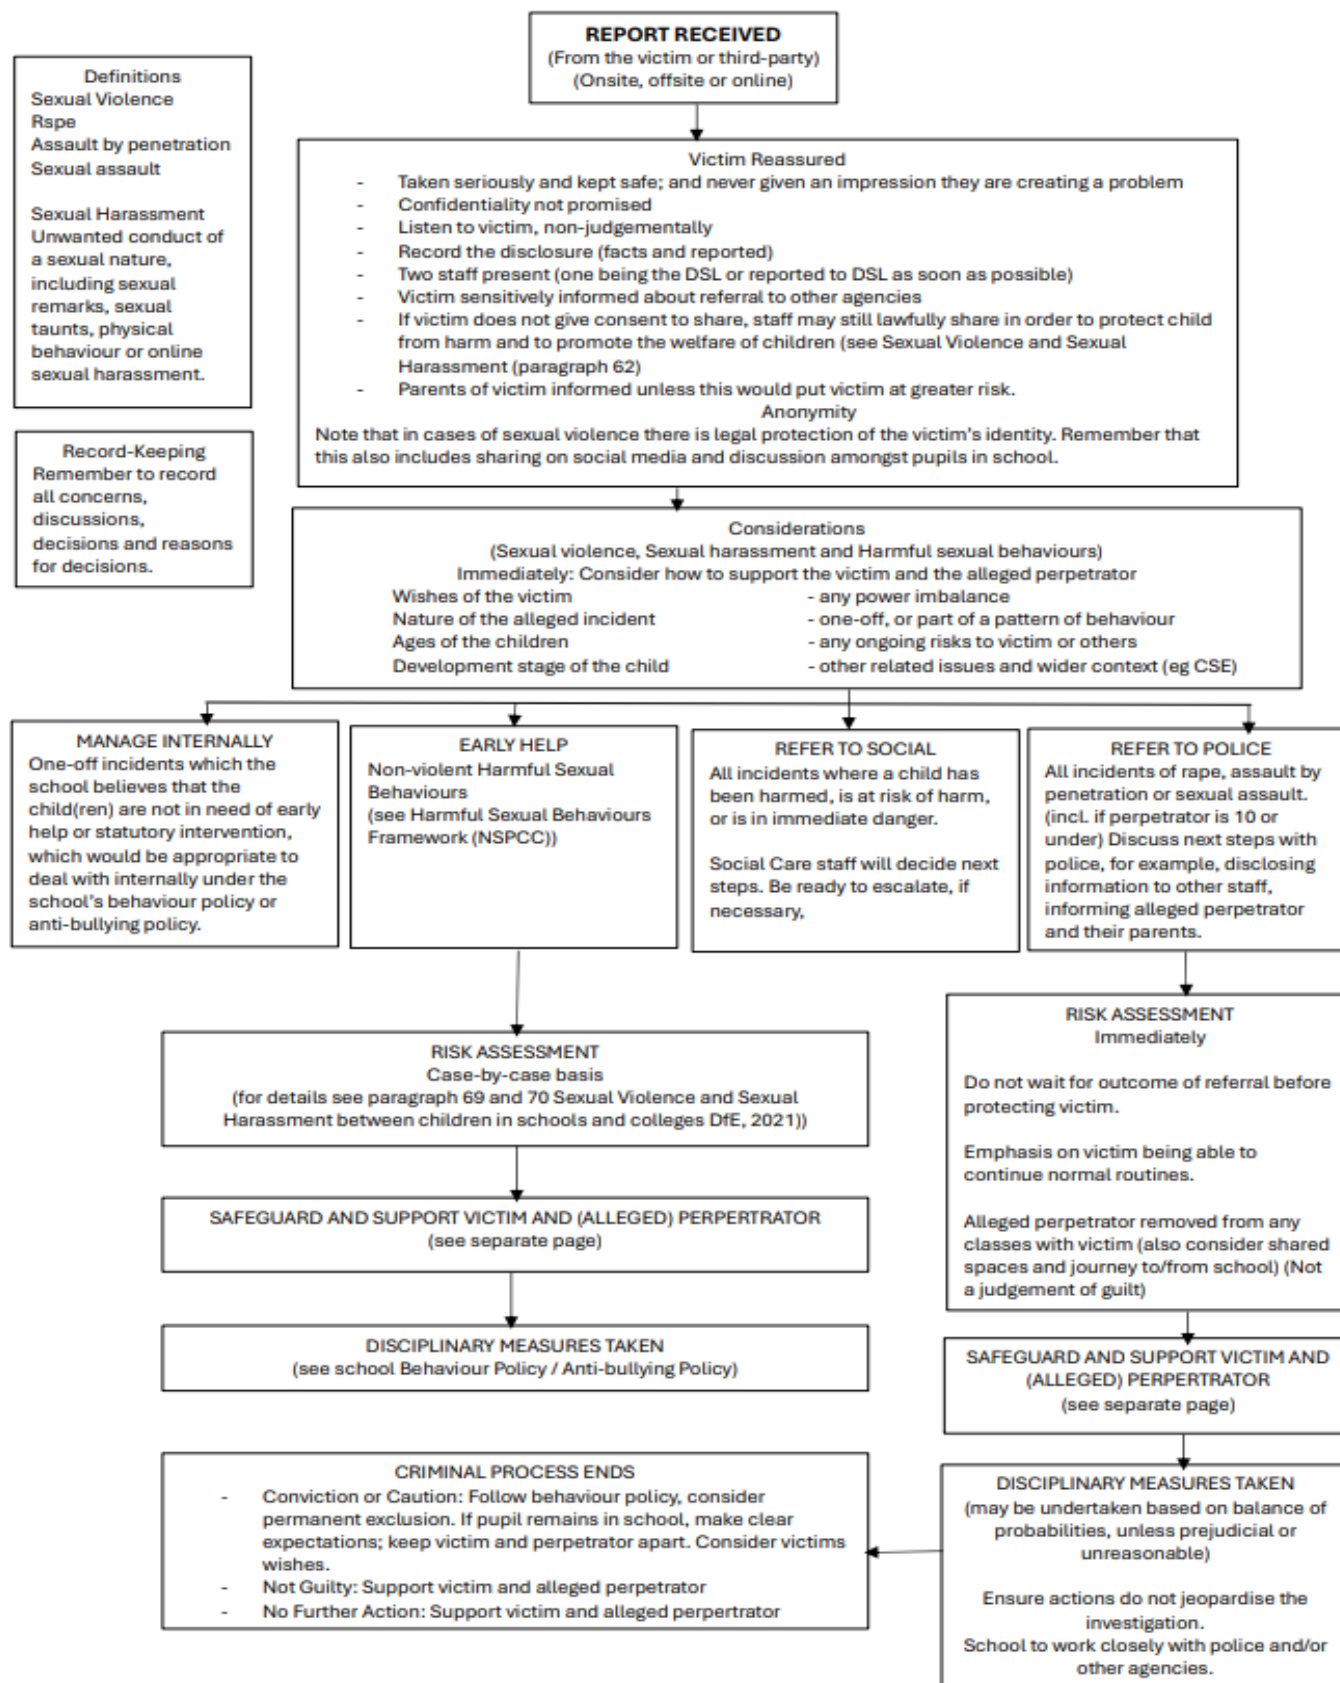 REPORT RECEIVED
(From the victim or third-party)
(Onsite, offsite or online)
Definitions
Sexual Violence
Rspe
Assault by penetration
Sexual assault
Sexual Harassment
Unwanted conduct of
a sexual nature,
including sexual
remarks, sexual
taunts, physical
behaviour or online
sexual harassment.
Record-Keeping
Remember to record
all concerns,
discussions,
decisions and reasons
for decisions.
Victim Reassured
- Taken seriously and kept safe; and never given an impression they are creating a problem
- Confidentiality not promised
- Listen to victim, non-judgementally
- Record the disclosure (facts and reported)
- Two staff present (one being the DSL or reported to DSL as soon as possible)
- Victim sensitively informed about referral to other agencies
- If victim does not give consent to share, staff may still lawfully share in order to protect child
from harm and to promote the welfare of children (see Sexual Violence and Sexual
Harassment (paragraph 62)
- Parents of victim informed unless this would put victim at greater risk.
Anonymity
Note that in cases of sexual violence there is legal protection of the victim's identity. Remember that
this also includes sharing on social media and discussion amongst pupils in school.
Considerations
(Sexual violence, Sexual harassment and Harmful sexual behaviours)
Immediately: Consider how to support the victim and the alleged perpetrator
Wishes of the victim - any power imbalance
Nature of the alleged incident - one-off, or part of a pattern of behaviour
Ages of the children - any ongoing risks to victim or others
Development stage of the child - other related issues and wider context (eg CSE)
MANAGE INTERNALLY
One-off incidents which the
school believes that the
child(ren) are not in need of early
help or statutory intervention,
which would be appropriate to
deal with internally under the
school's behaviour policy or
anti-bullying policy.
EARLY HELP
Non-violent Harmful Sexual
Behaviours
(see Harmful Sexual Behaviours
Framework (NSPCC))
REFER TO SOCIAL
All incidents where a child has
been harmed, is at risk of harm,
or is in immediate danger.
Social Care staff will decide next
steps. Be ready to escalate, if
necessary,
REFER TO POLICE
All incidents of rape, assault by
penetration or sexual assault.
(incl. if perpetrator is 10 or
under) Discuss next steps with
police, for example, disclosing
information to other staff,
informing alleged perpetrator
and their parents.
RISK ASSESSMENT
Case-by-case basis
(for details see paragraph 69 and 70 Sexual Violence and Sexual
Harassment between children in schools and colleges DfE, 2021))
SAFEGUARD AND SUPPORT VICTIM AND (ALLEGED) PERPERTRATOR
(see separate page)
DISCIPLINARY MEASURES TAKEN
(see school Behaviour Policy / Anti-bullying Policy)
RISK ASSESSMENT
Immediately
Do not wait for outcome of referral before
protecting victim.
Emphasis on victim being able to
continue normal routines.
Alleged perpetrator removed from any
classes with victim (also consider shared
spaces and journey to/from school) (Not
a judgement of guilt)
SAFEGUARD AND SUPPORT VICTIM AND
(ALLEGED) PERPERTRATOR
(see separate page)
DISCIPLINARY MEASURES TAKEN
(may be undertaken based on balance of
probabilities, unless prejudicial or
unreasonable)
Ensure actions do not jeopardise the
investigation.
School to work closely with police and/or
other agencies.
CRIMINAL PROCESS ENDS
- Conviction or Caution: Follow behaviour policy, consider
permanent exclusion. If pupil remains in school, make clear
expectations; keep victim and perpetrator apart. Consider victims
wishes.
- Not Guilty: Support victim and alleged perpetrator
- No Further Action: Support victim and alleged perpertrator